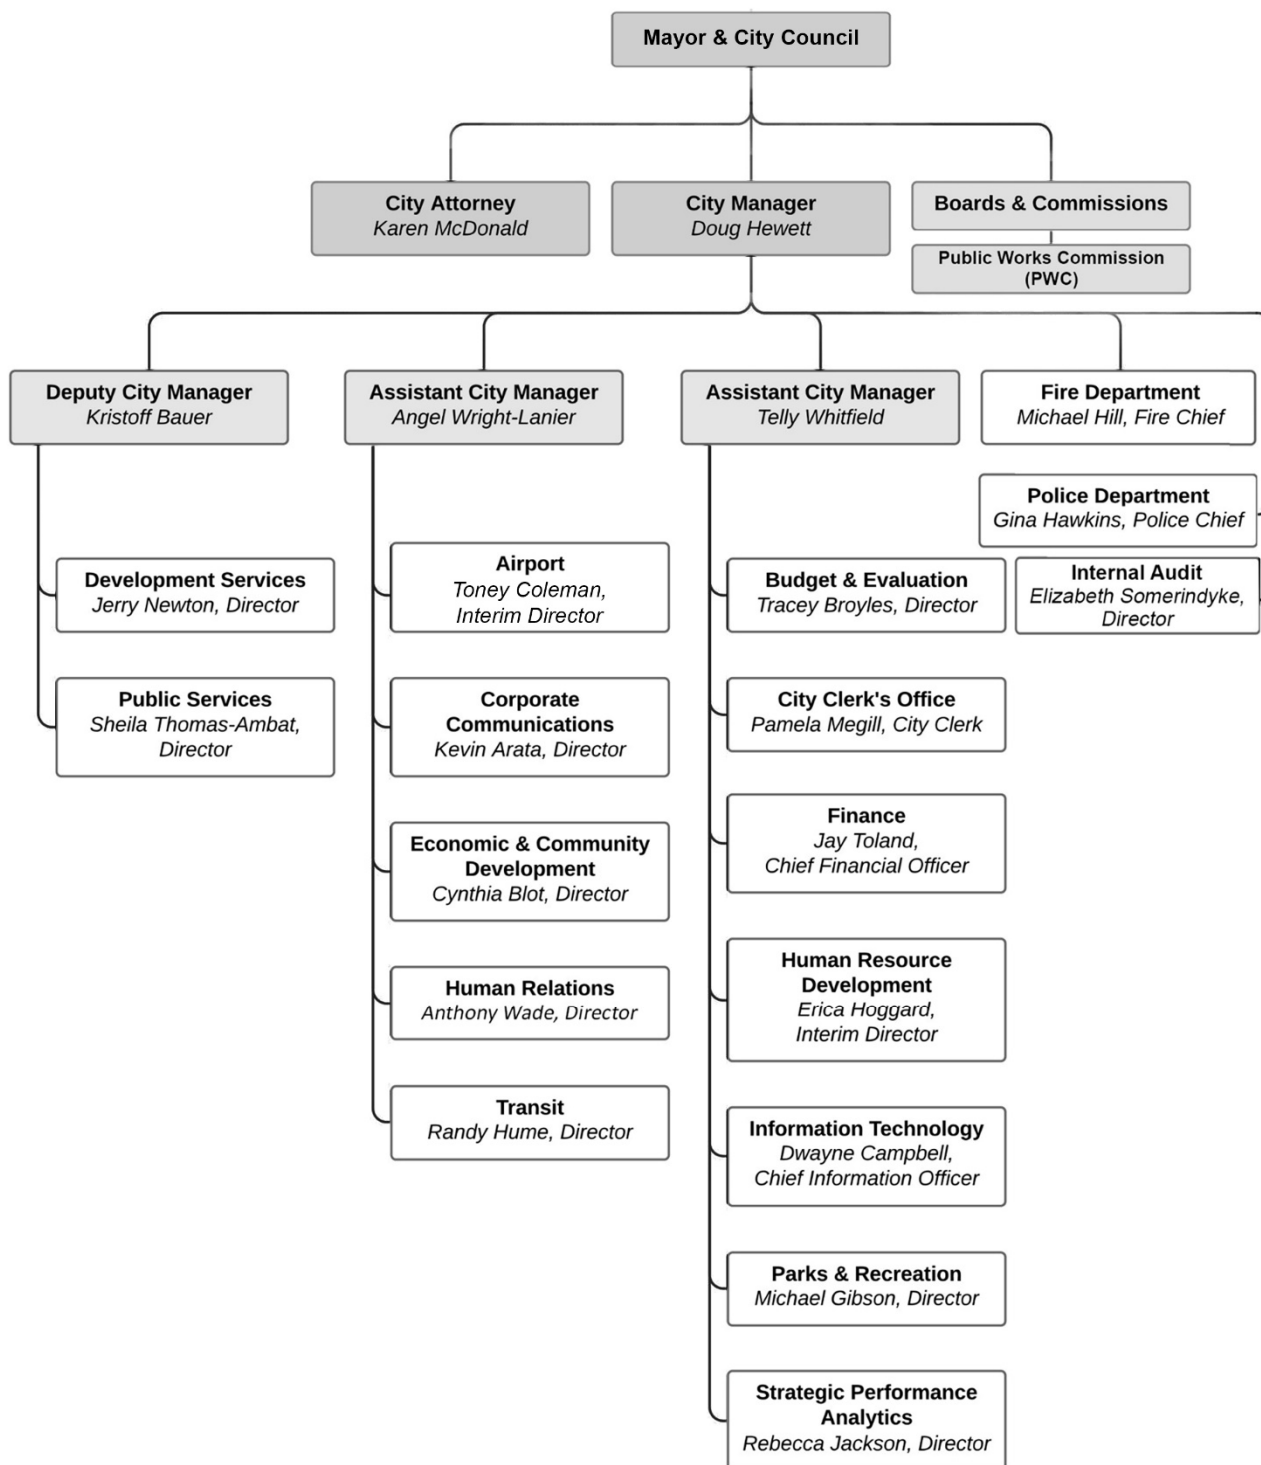 Mayor & City Council
City Attorney
Karen McDonald
City Manager
Doug Hewett
Boards & Commissions
Public Works Commission
(PWC)
Deputy City Manager
Kristoff Bauer
Assistant City Manager
Angel Wright-Lanier
Assistant City Manager
Telly Whitfield
Fire Department
Michael Hill, Fire Chief
Police Department
Gina Hawkins, Police Chief
Internal Audit
Elizabeth Somerindyke,
Director
Development Services
Jerry Newton, Director
Public Services
Sheila Thomas-Ambat,
Director
Airport
Toney Coleman,
Interim Director
Corporate
Communications
Kevin Arata, Director
Economic & Community
Development
Cynthia Blot, Director
Human Relations
Anthony Wade, Director
Transit
Randy Hume, Director
Budget & Evaluation
Tracey Broyles, Director
City Clerk's Office
Pamela Megill, City Clerk
Finance
Jay Toland,
Chief Financial Officer
Human Resource
Development
Erica Hoggard,
Interim Director
Information Technology
Dwayne Campbell,
Chief Information Officer
Parks & Recreation
Michael Gibson, Director
Strategic Performance
Analytics
Rebecca Jackson, Director